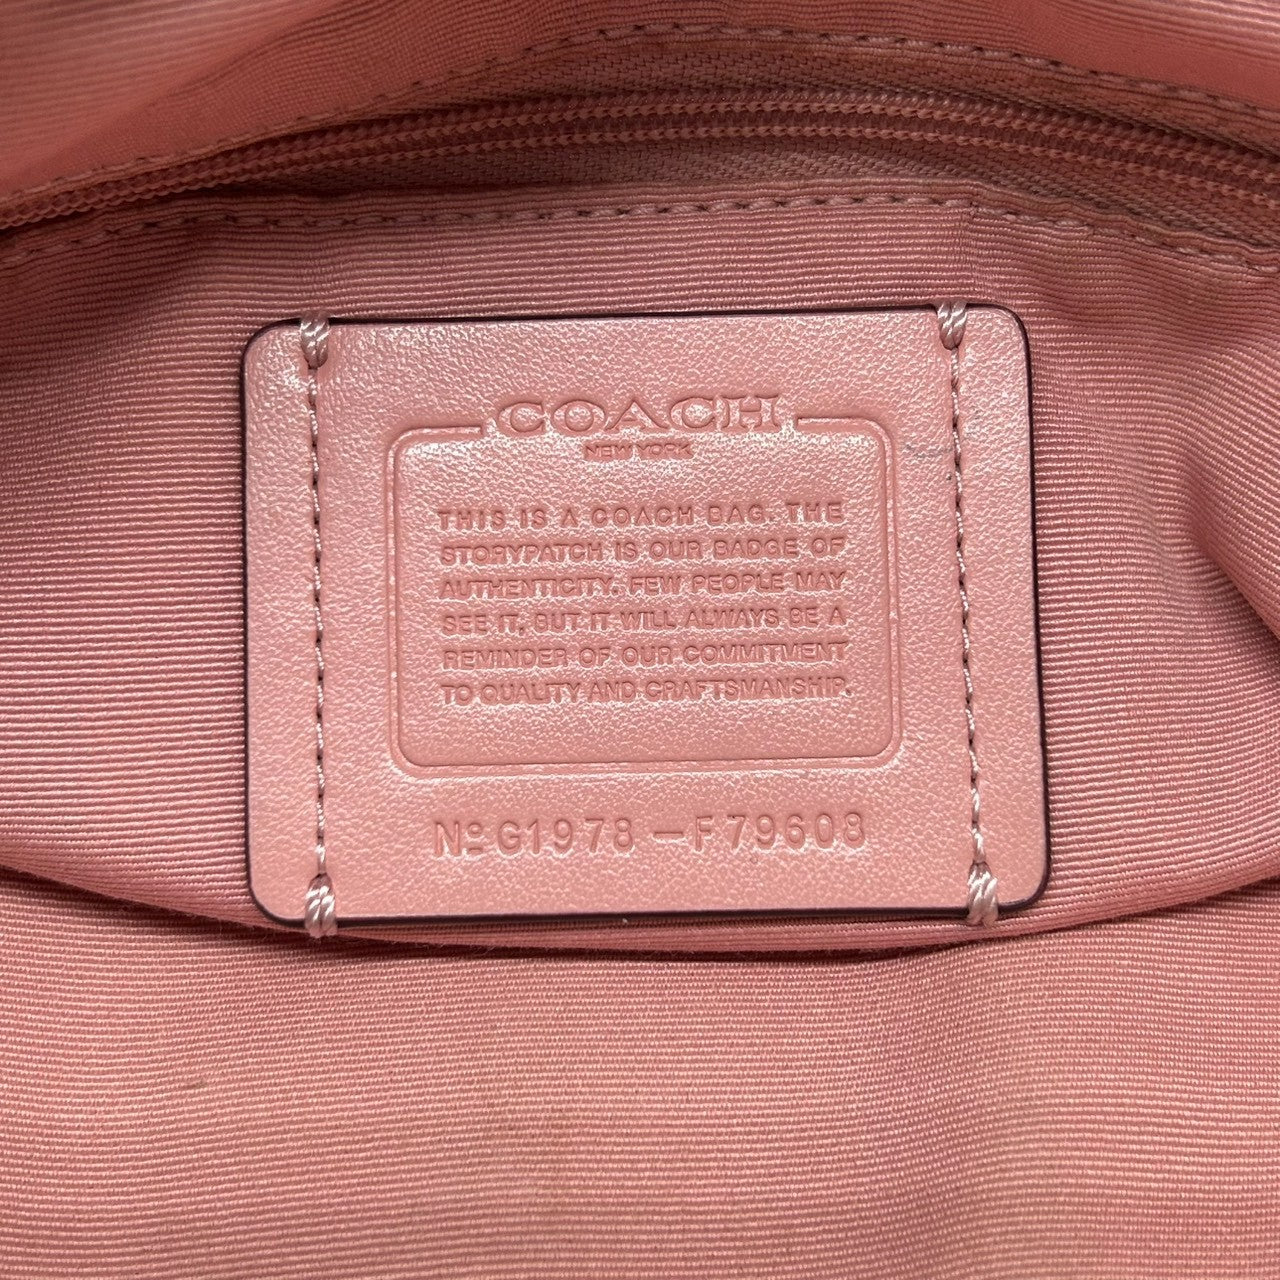 COACH
NEW YORK
THIS IS A COACH BAG. THE
STORYPATCH IS OUR BADGE OF
AUTHENTICITY. FEW PEOPLE MAY
SEE IT, BUT IT WILL ALWAYS BE A
REMINDER OF OUR COMMITMENT
TO QUALITY AND CRAFTSMANSHIP.
Nº G1978-F79608